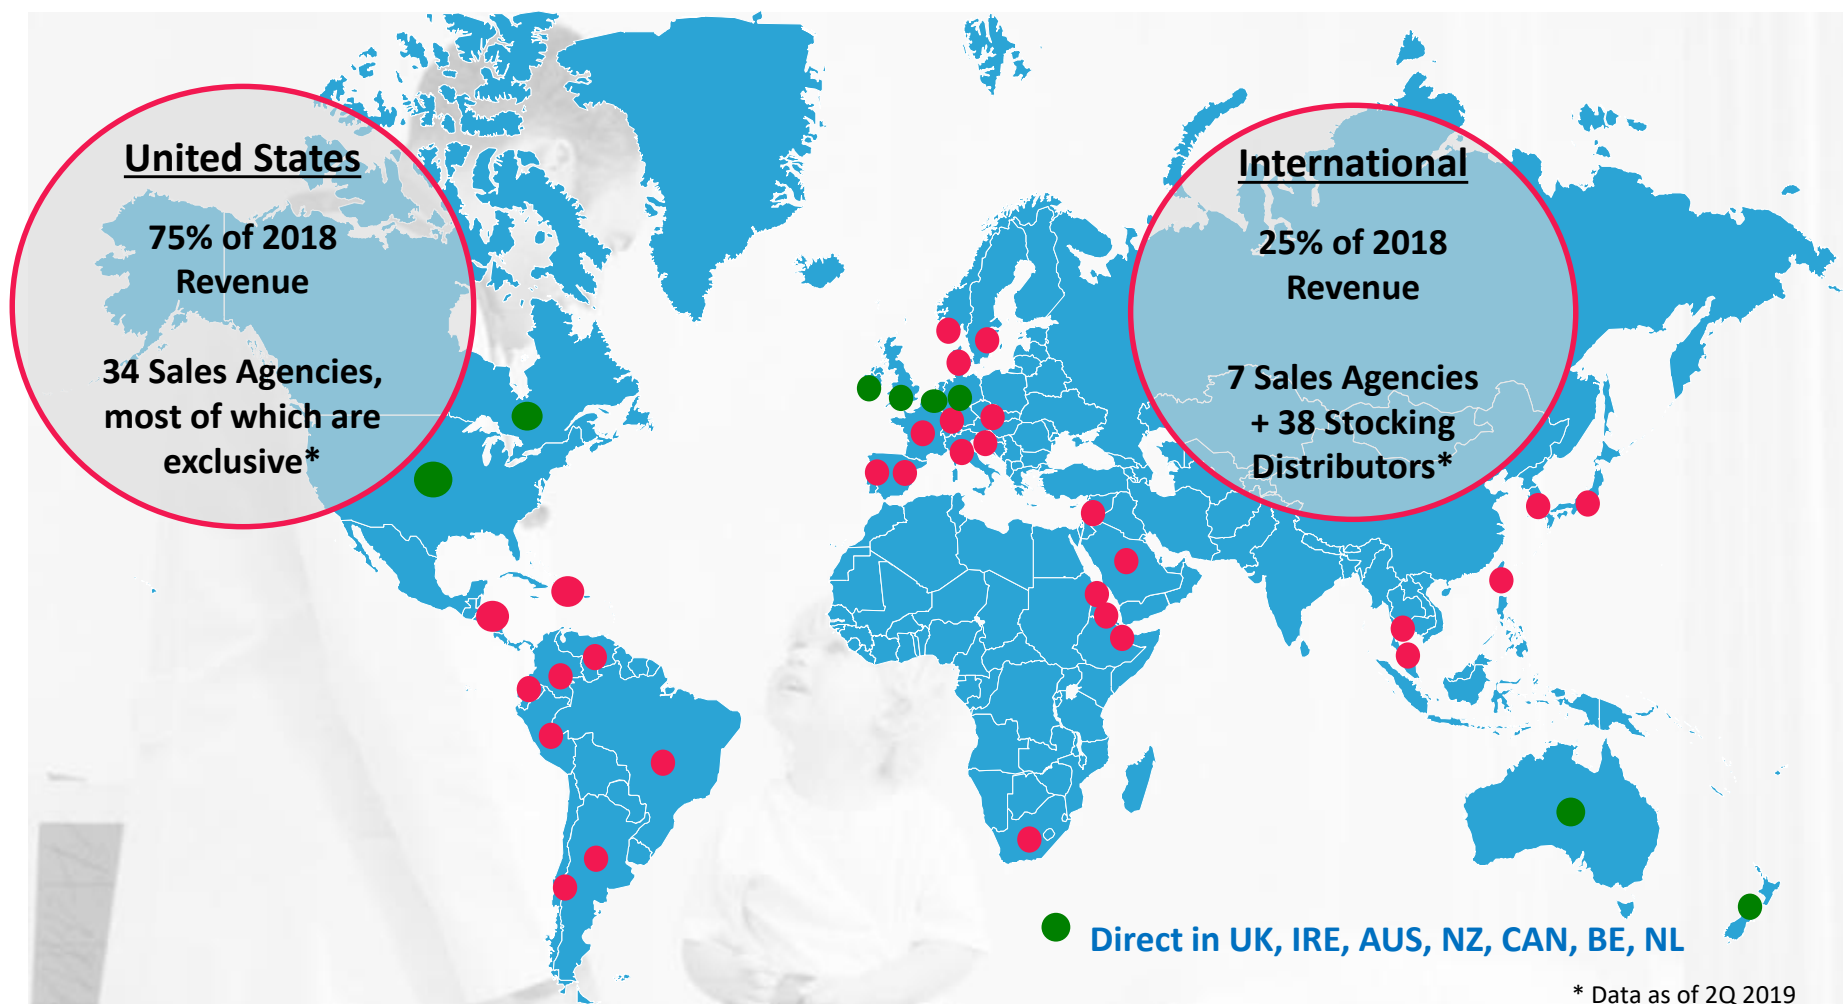 United States
75% of 2018
Revenue
34 Sales Agencies,
most of which are
exclusive*
International
25% of 2018
Revenue
7 Sales Agencies
+ 38 Stocking
Distributors*
Direct in UK, IRE, AUS, NZ, CAN, BE, NL
* Data as of 2Q 2019